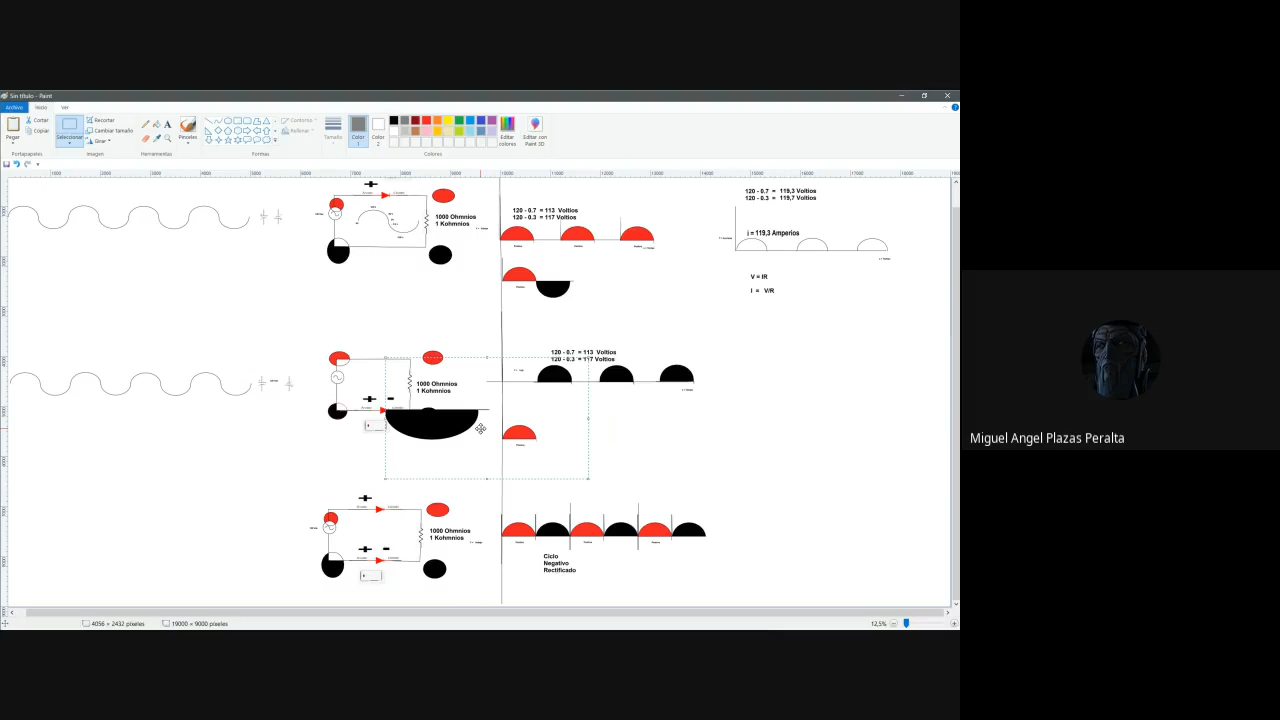 Sin título - Paint
Archivo
Inicio
Ver
Pegar
Cortar
Copiar
Portapapeles
Seleccionar
Recortar
Cambiar tamaño
Girar
Imagen
Herramientas
Pinceles
Formas
Contorno
Rellenar
Tamaño
Color
1
Color
2
Colores
Editar
colores
Editar con
Paint 3D
1000 Ohmnios
1 Kohmnios
120 - 0.7 = 113 Voltios
120 - 0.3 = 117 Voltios
120 - 0.7 = 119,3 Voltios
120 - 0.3 = 119,7 Voltios
i = 119,3 Amperios
V = IR
I = V/R
1000 Ohmnios
1 Kohmnios
120 - 0.7 = 113 Voltios
120 - 0.3 = 117 Voltios
1000 Ohmnios
1 Kohmnios
Ciclo
Negativo
Rectificado
4056 × 2432 píxeles
19000 × 9000 píxeles
12,5%
Miguel Angel Plazas Peralta